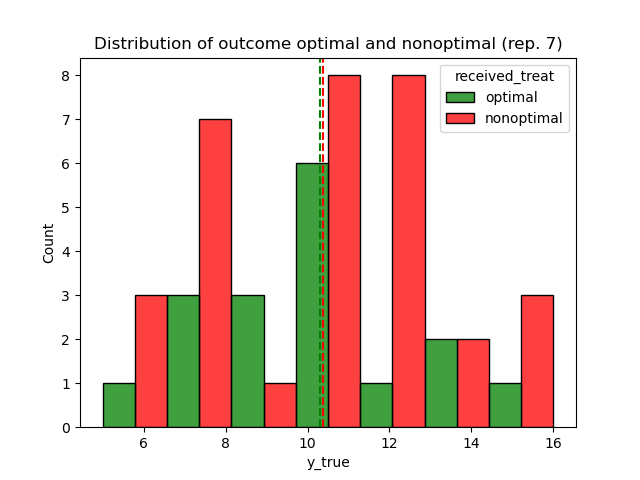 Distribution of outcome optimal and nonoptimal (rep. 7)
received_treat
optimal
nonoptimal
Count
8
7
6
5
4
3
2
1
0
6 8 10 12 14 16
y_true